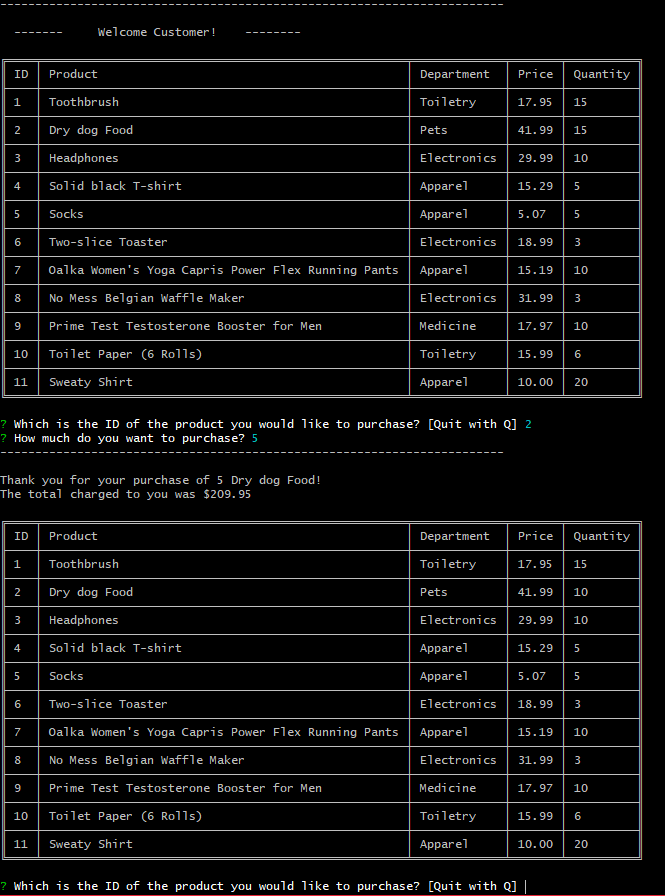 ------------------------------------------------------------------------
------- Welcome Customer! --------
ID Product Department Price Quantity
1 Toothbrush Toiletry 17.95 15
2 Dry dog Food Pets 41.99 15
3 Headphones Electronics 29.99 10
4 Solid black T-shirt Apparel 15.29 5
5 Socks Apparel 5.07 5
6 Two-slice Toaster Electronics 18.99 3
7 Oalka Women's Yoga Capris Power Flex Running Pants Apparel 15.19 10
8 No Mess Belgian Waffle Maker Electronics 31.99 3
9 Prime Test Testosterone Booster for Men Medicine 17.97 10
10 Toilet Paper (6 Rolls) Toiletry 15.99 6
11 Sweaty Shirt Apparel 10.00 20
? Which is the ID of the product you would like to purchase? [Quit with Q] 2
? How much do you want to purchase? 5
------------------------------------------------------------------------
Thank you for your purchase of 5 Dry dog Food!
The total charged to you was $209.95
ID Product Department Price Quantity
1 Toothbrush Toiletry 17.95 15
2 Dry dog Food Pets 41.99 10
3 Headphones Electronics 29.99 10
4 Solid black T-shirt Apparel 15.29 5
5 Socks Apparel 5.07 5
6 Two-slice Toaster Electronics 18.99 3
7 Oalka Women's Yoga Capris Power Flex Running Pants Apparel 15.19 10
8 No Mess Belgian Waffle Maker Electronics 31.99 3
9 Prime Test Testosterone Booster for Men Medicine 17.97 10
10 Toilet Paper (6 Rolls) Toiletry 15.99 6
11 Sweaty Shirt Apparel 10.00 20
? Which is the ID of the product you would like to purchase? [Quit with Q]